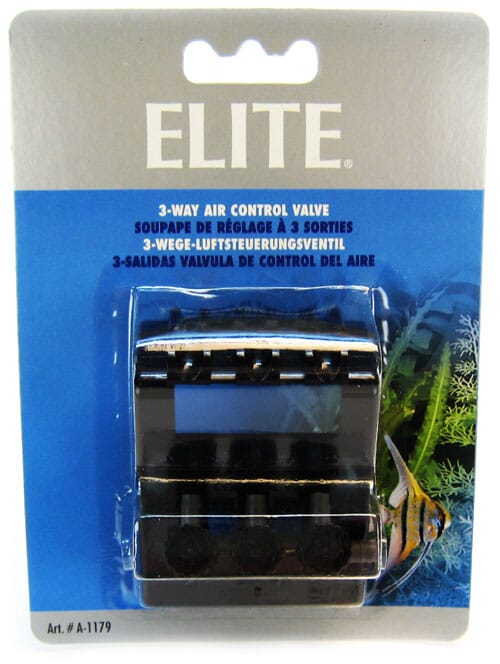 ELITE®
3-WAY AIR CONTROL VALVE
SOUPAPE DE RÉGLAGE À 3 SORTIES
3-WEGE-LUFTSTEUERUNGSVENTIL
3-SALIDAS VALVULA DE CONTROL DEL AIRE
Art. # A-1179